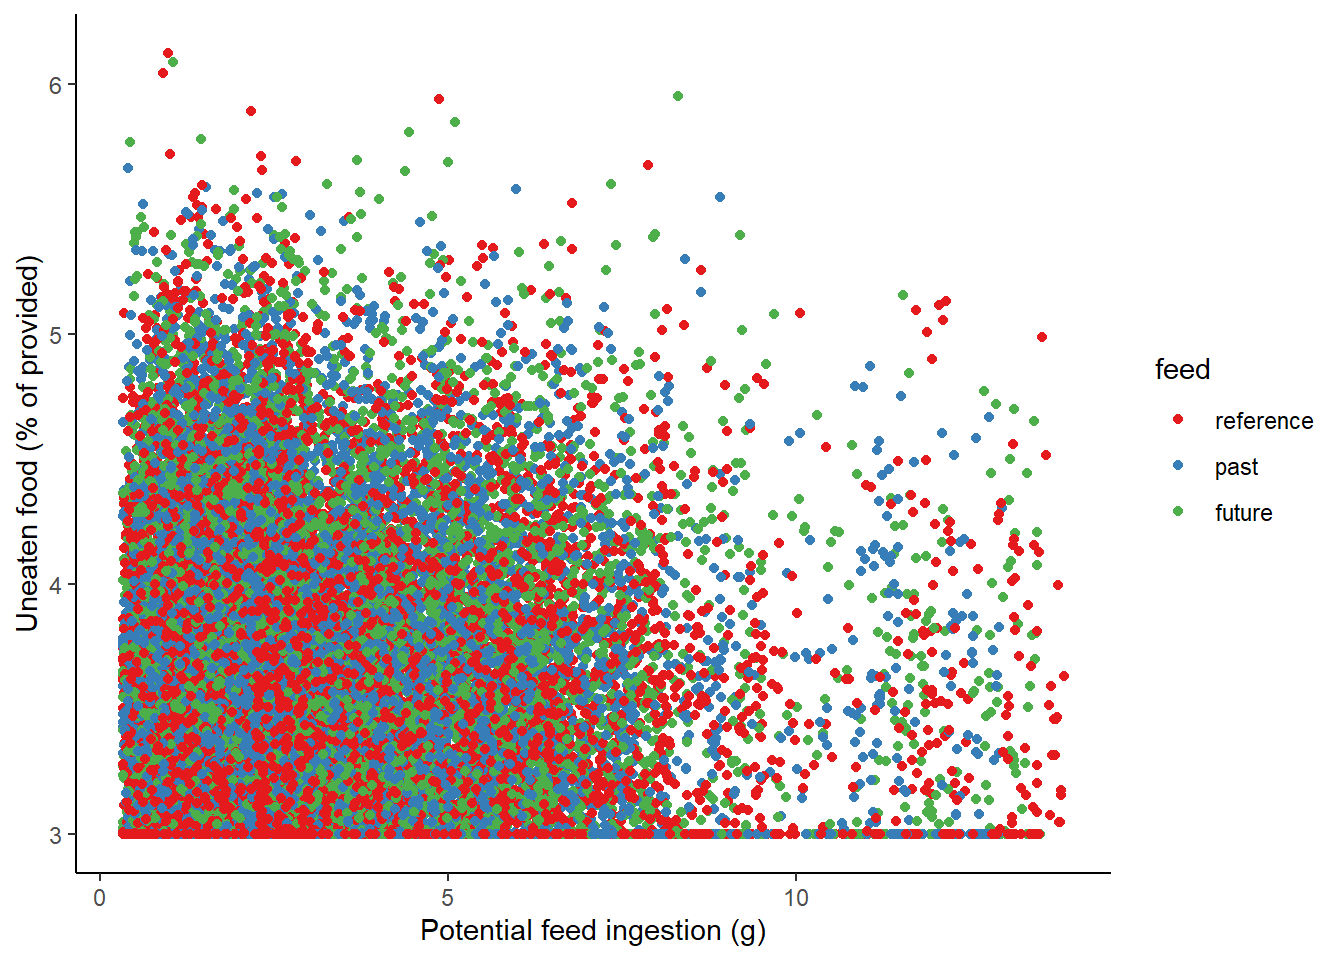 Uneaten food (% of provided)
6
5
4
3
0 5 10
Potential feed ingestion (g)
feed
reference
past
future